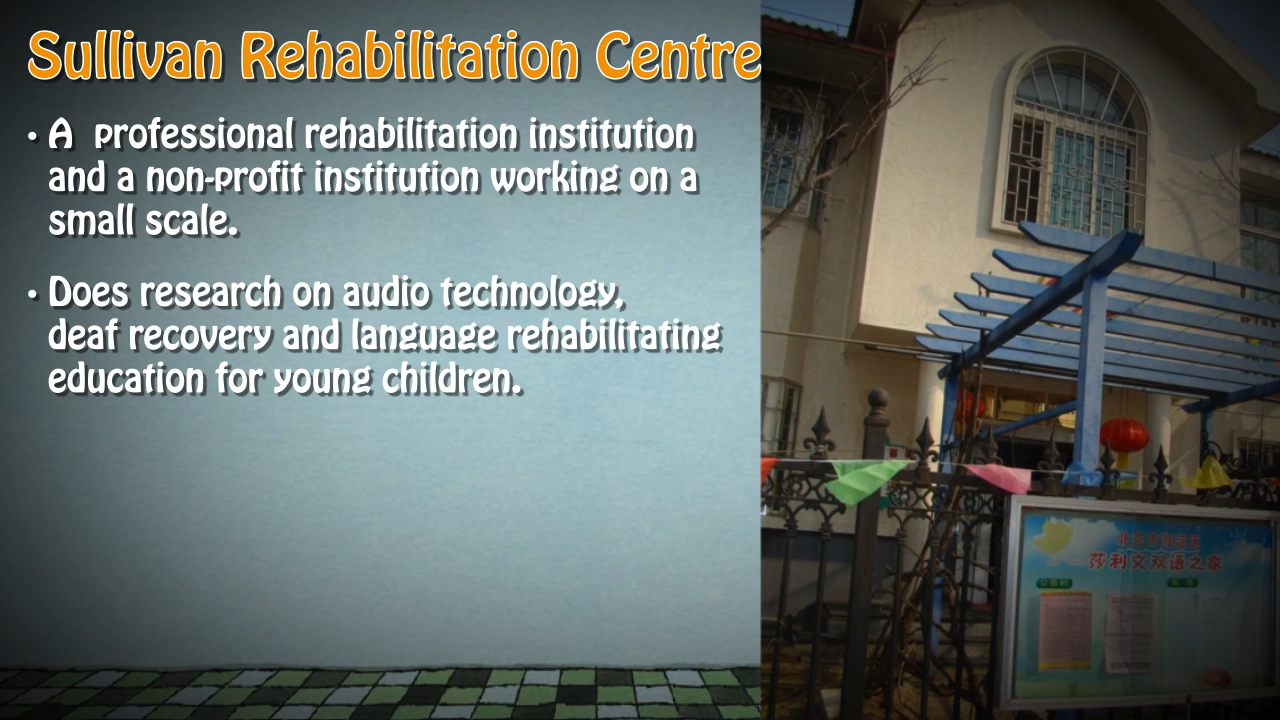 Sullivan Rehabilitation Centre
• A professional rehabilitation institution
and a non-profit institution working on a
small scale.
• Does research on audio technology,
deaf recovery and language rehabilitating
education for young children.
莎利文双语之家